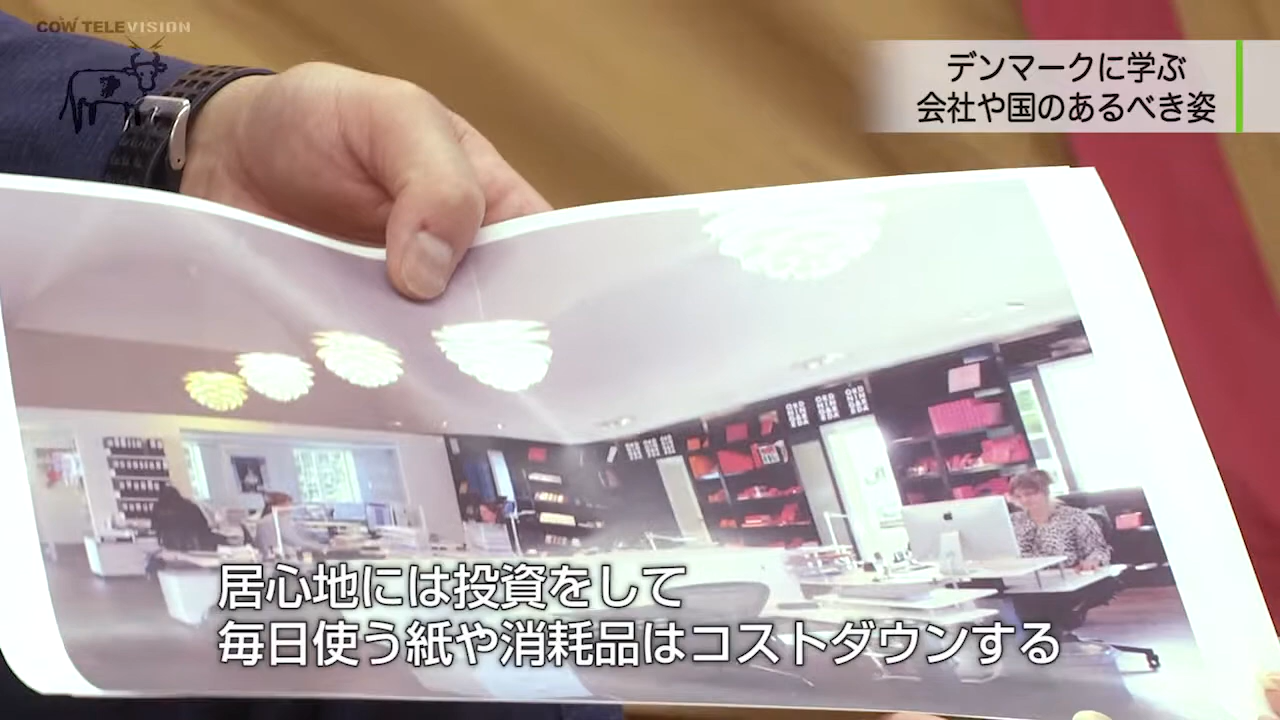 COW TELEVISION
デンマークに学ぶ
会社や国のあるべき姿
居心地には投資をして
毎日使う紙や消耗品はコストダウンする